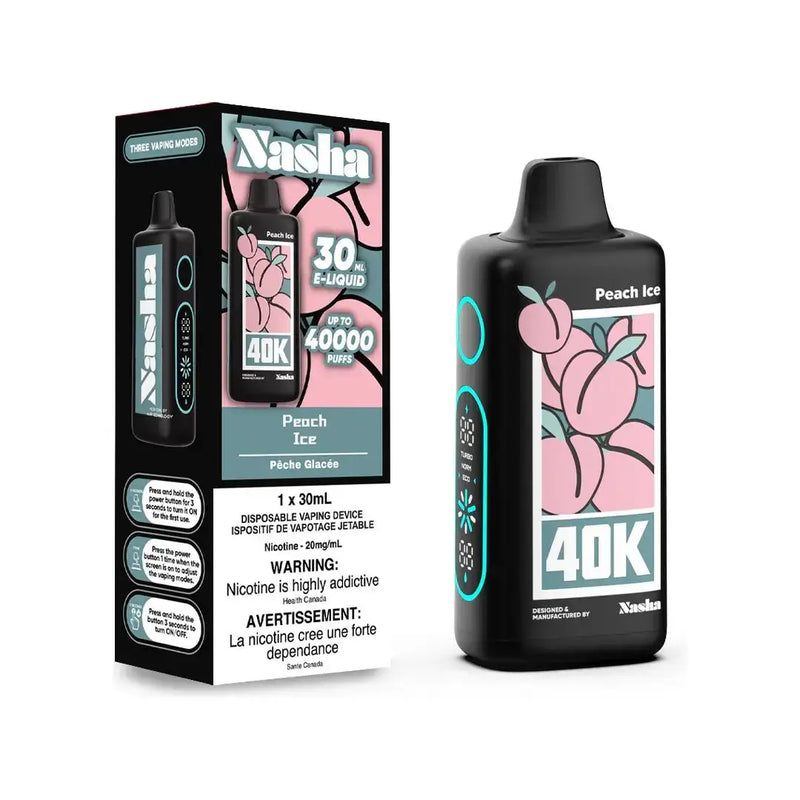 THREE VAPING MODES
Nasha
Press and hold the
power button for 3
seconds to turn it ON
for the first use.
Press the power
button 1 time when the
screen is on to adjust
the vaping modes.
Press and hold the
button 3 seconds to
turn ON/OFF.
Nasha
Peach Ice
40K
Nasha
30 ML
E-LIQUID
UP TO
40000
PUFFS
Peach
Ice
Pêche Glacée
1 x 30mL
DISPOSABLE VAPING DEVICE
ISPOSITIF DE VAPOTAGE JETABLE
Nicotine - 20mg/mL
WARNING:
Nicotine is highly addictive
Health Canada
AVERTISSEMENT:
La nicotine cree une forte
dependance
Sante Canada
Peach Ice
88
TURBO
NORM
ECO
88
40K
DESIGNED &
MANUFACTURED BY
Nasha